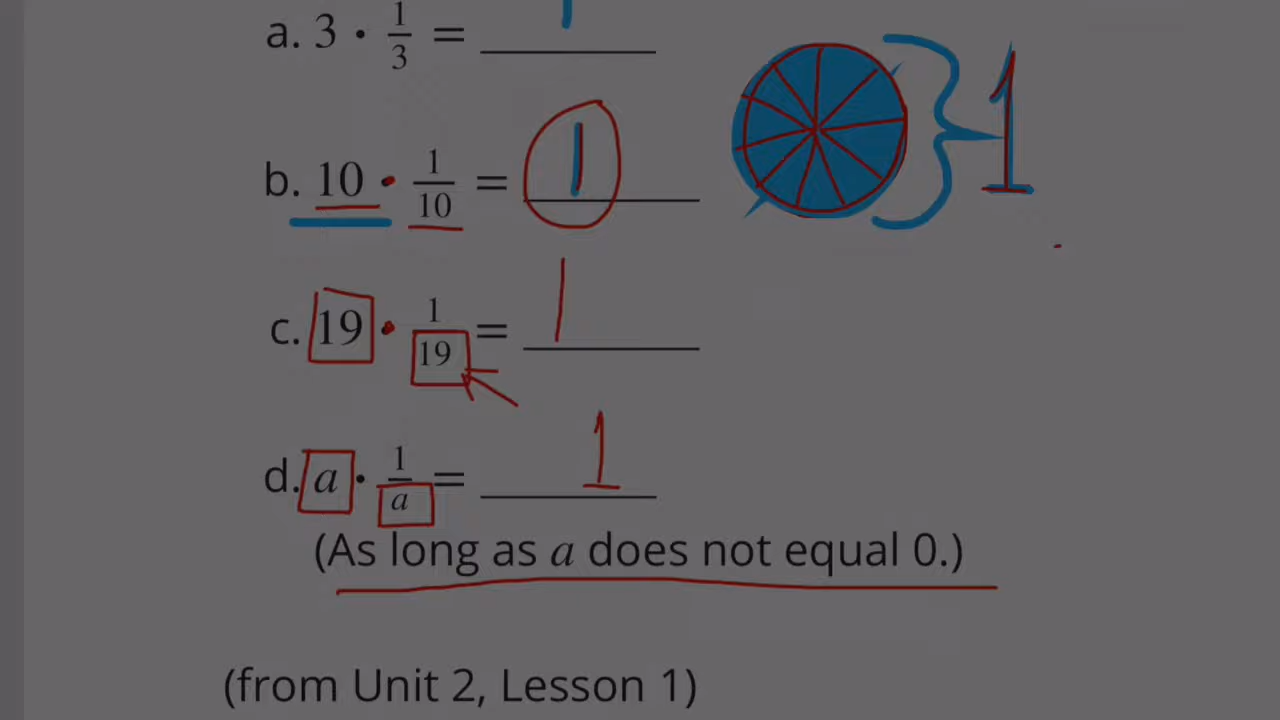 a. 3 · 1/3 = 1
b. 10 · 1/10 = 1
1
c. 19 · 1/19 = 1
d. a · 1/a = 1
(As long as a does not equal 0.)
(from Unit 2, Lesson 1)